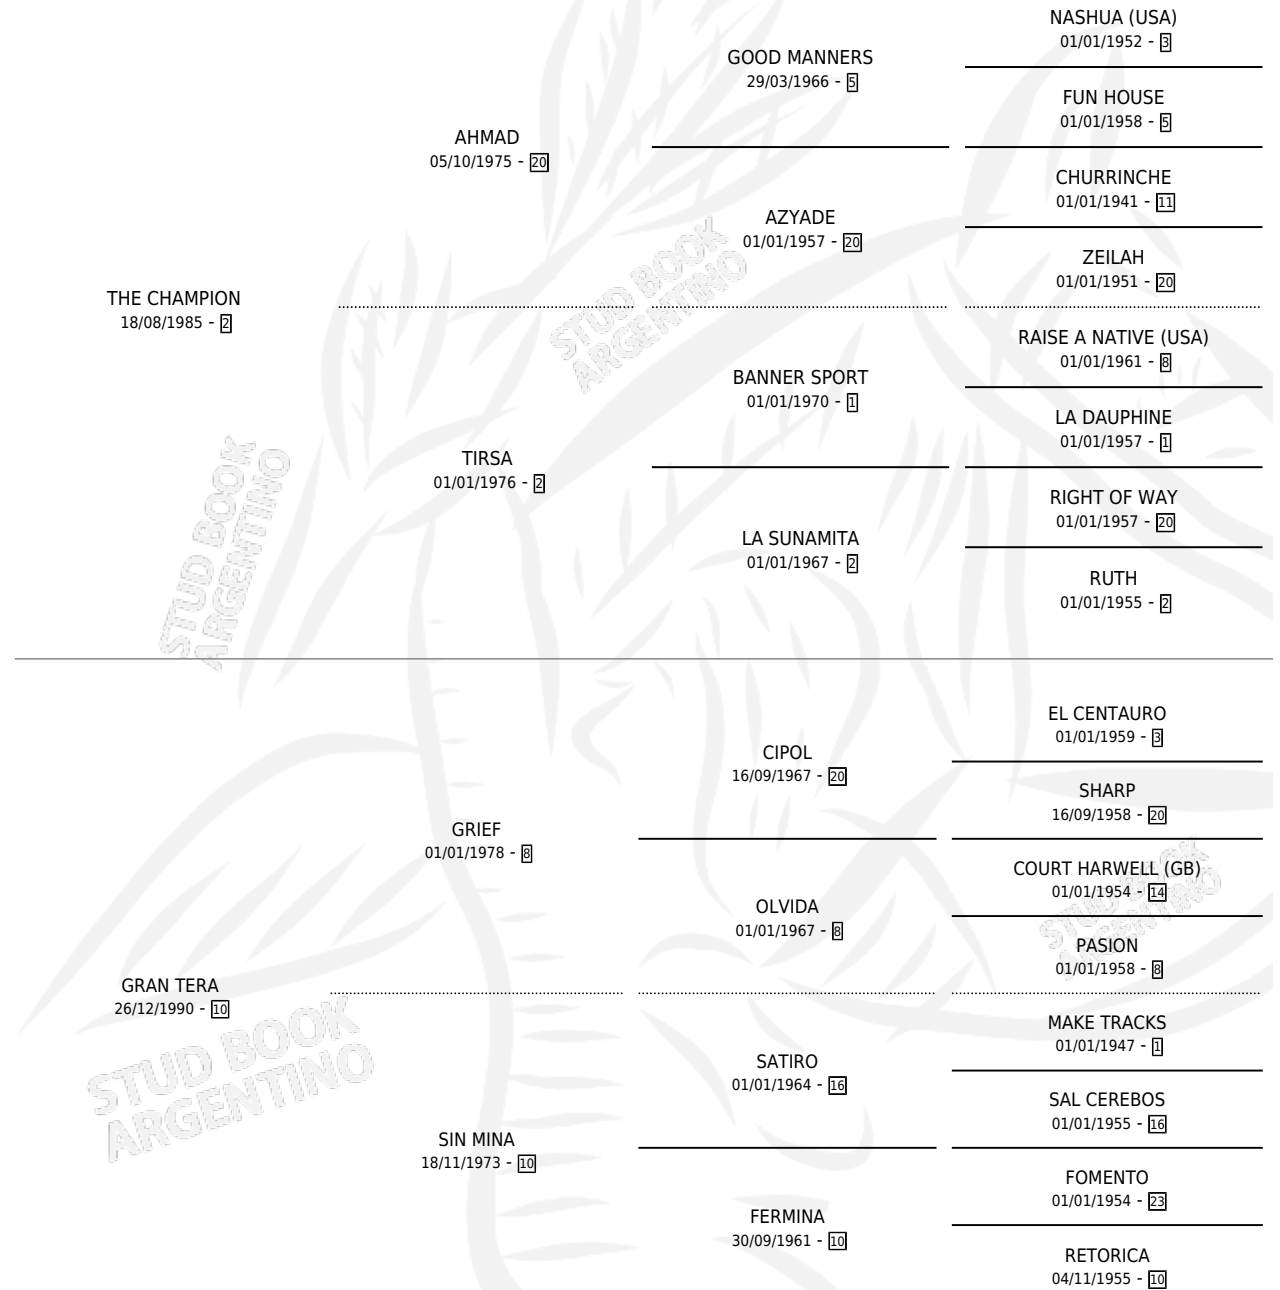 NASHUA (USA)
01/01/1952 - 3
GOOD MANNERS
29/03/1966 - 5
FUN HOUSE
01/01/1958 - 5
AHMAD
05/10/1975 - 20
CHURRINCHE
01/01/1941 - 11
AZYADE
01/01/1957 - 20
ZEILAH
01/01/1951 - 20
THE CHAMPION
18/08/1985 - 2
STUD BOOK
ARGENTINO
RAISE A NATIVE (USA)
01/01/1961 - 8
BANNER SPORT
01/01/1970 - 1
LA DAUPHINE
01/01/1957 - 1
TIRSA
01/01/1976 - 2
RIGHT OF WAY
01/01/1957 - 20
LA SUNAMITA
01/01/1967 - 2
RUTH
01/01/1955 - 2
STUD BOOK
ARGENTINO
EL CENTAURO
01/01/1959 - 3
CIPOL
16/09/1967 - 20
SHARP
16/09/1958 - 20
GRIEF
01/01/1978 - 8
COURT HARWELL (GB)
01/01/1954 - 14
OLVIDA
01/01/1967 - 8
PASION
01/01/1958 - 8
STUD BOOK
ARGENTINO
GRAN TERA
26/12/1990 - 10
MAKE TRACKS
01/01/1947 - 1
SATIRO
01/01/1964 - 16
SAL CEREBOS
01/01/1955 - 16
STUD BOOK
ARGENTINO
SIN MINA
18/11/1973 - 10
FOMENTO
01/01/1954 - 23
FERMINA
30/09/1961 - 10
RETORICA
04/11/1955 - 10